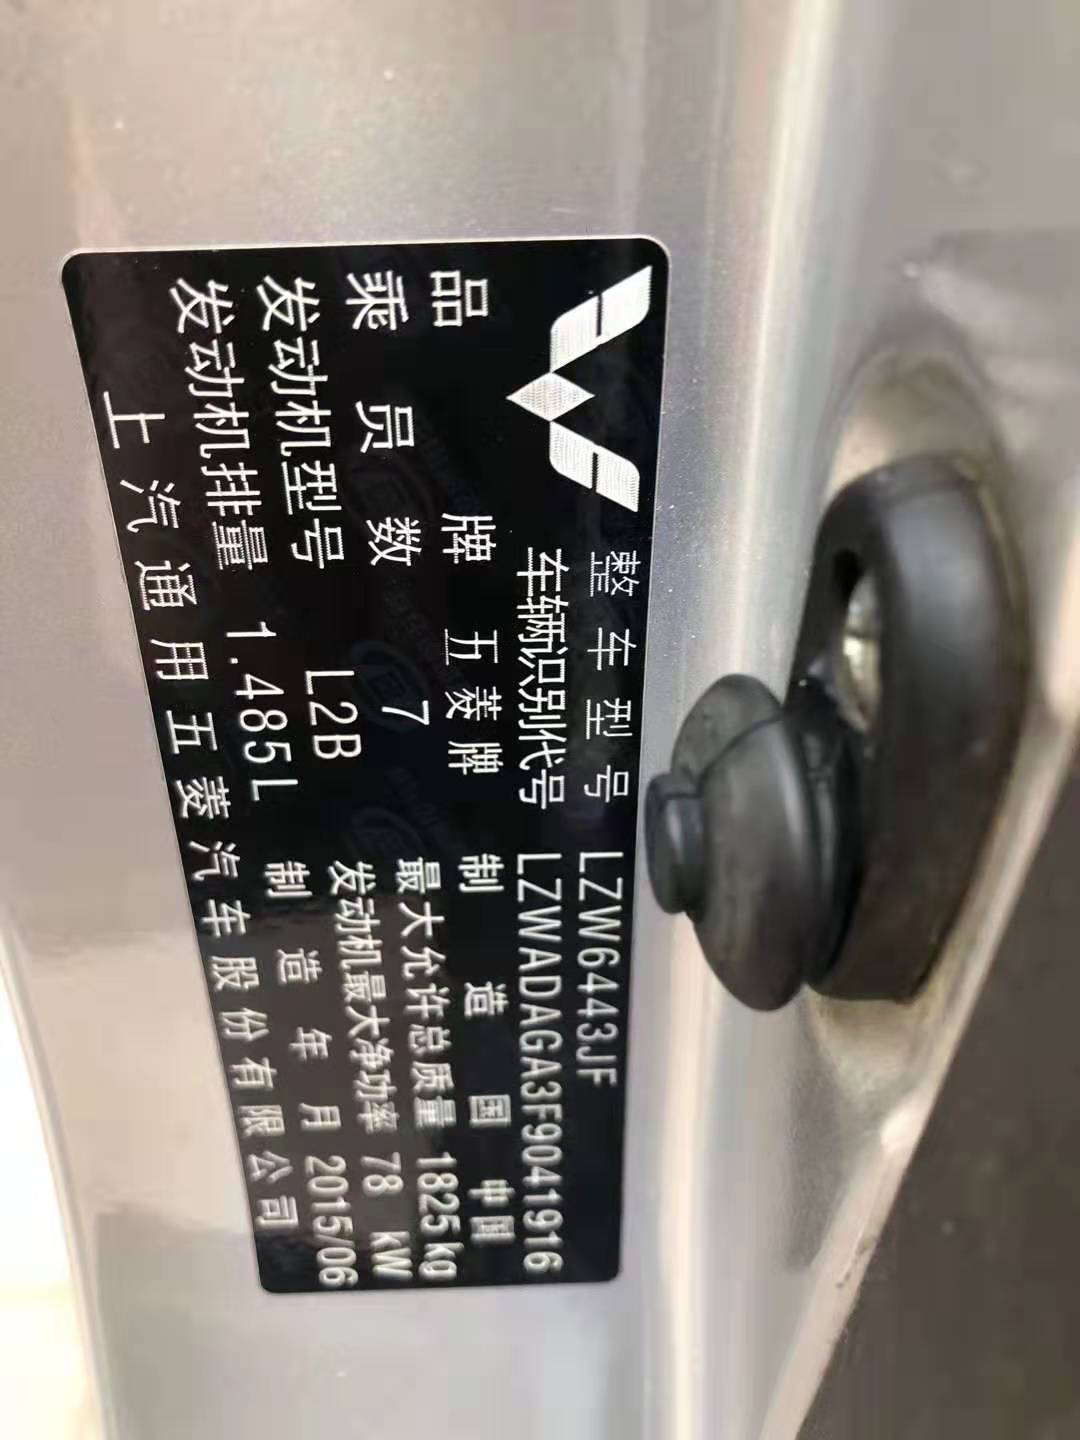 整车型号 LZW6443JF
车辆识别代号 LZWADAGA3F9041916
品牌 五菱牌 制造国 中国
乘员数 7 最大允许总质量 1825kg
发动机型号 L2B 发动机最大净功率 78 kW
发动机排量 1.485L 制造年月 2015/06
上汽通用五菱汽车股份有限公司